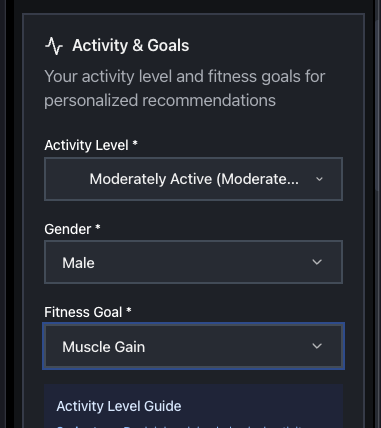 Activity & Goals
Your activity level and fitness goals for
personalized recommendations
Activity Level *
Moderately Active (Moderate...
Gender *
Male
Fitness Goal *
Muscle Gain
Activity Level Guide